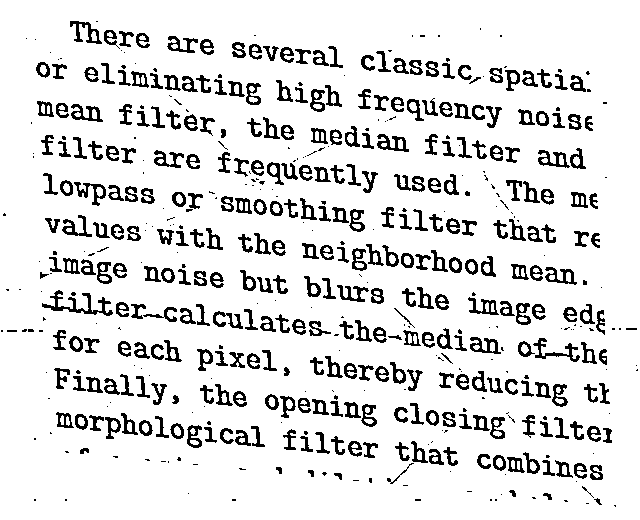 There are several classic spatial
or eliminating high frequency noise
mean filter, the median filter and
filter are frequently used. The me
lowpass or smoothing filter that re
values with the neighborhood mean.
image noise but blurs the image edg
filter calculates the median of the
for each pixel, thereby reducing th
Finally, the opening closing filter
morphological filter that combines